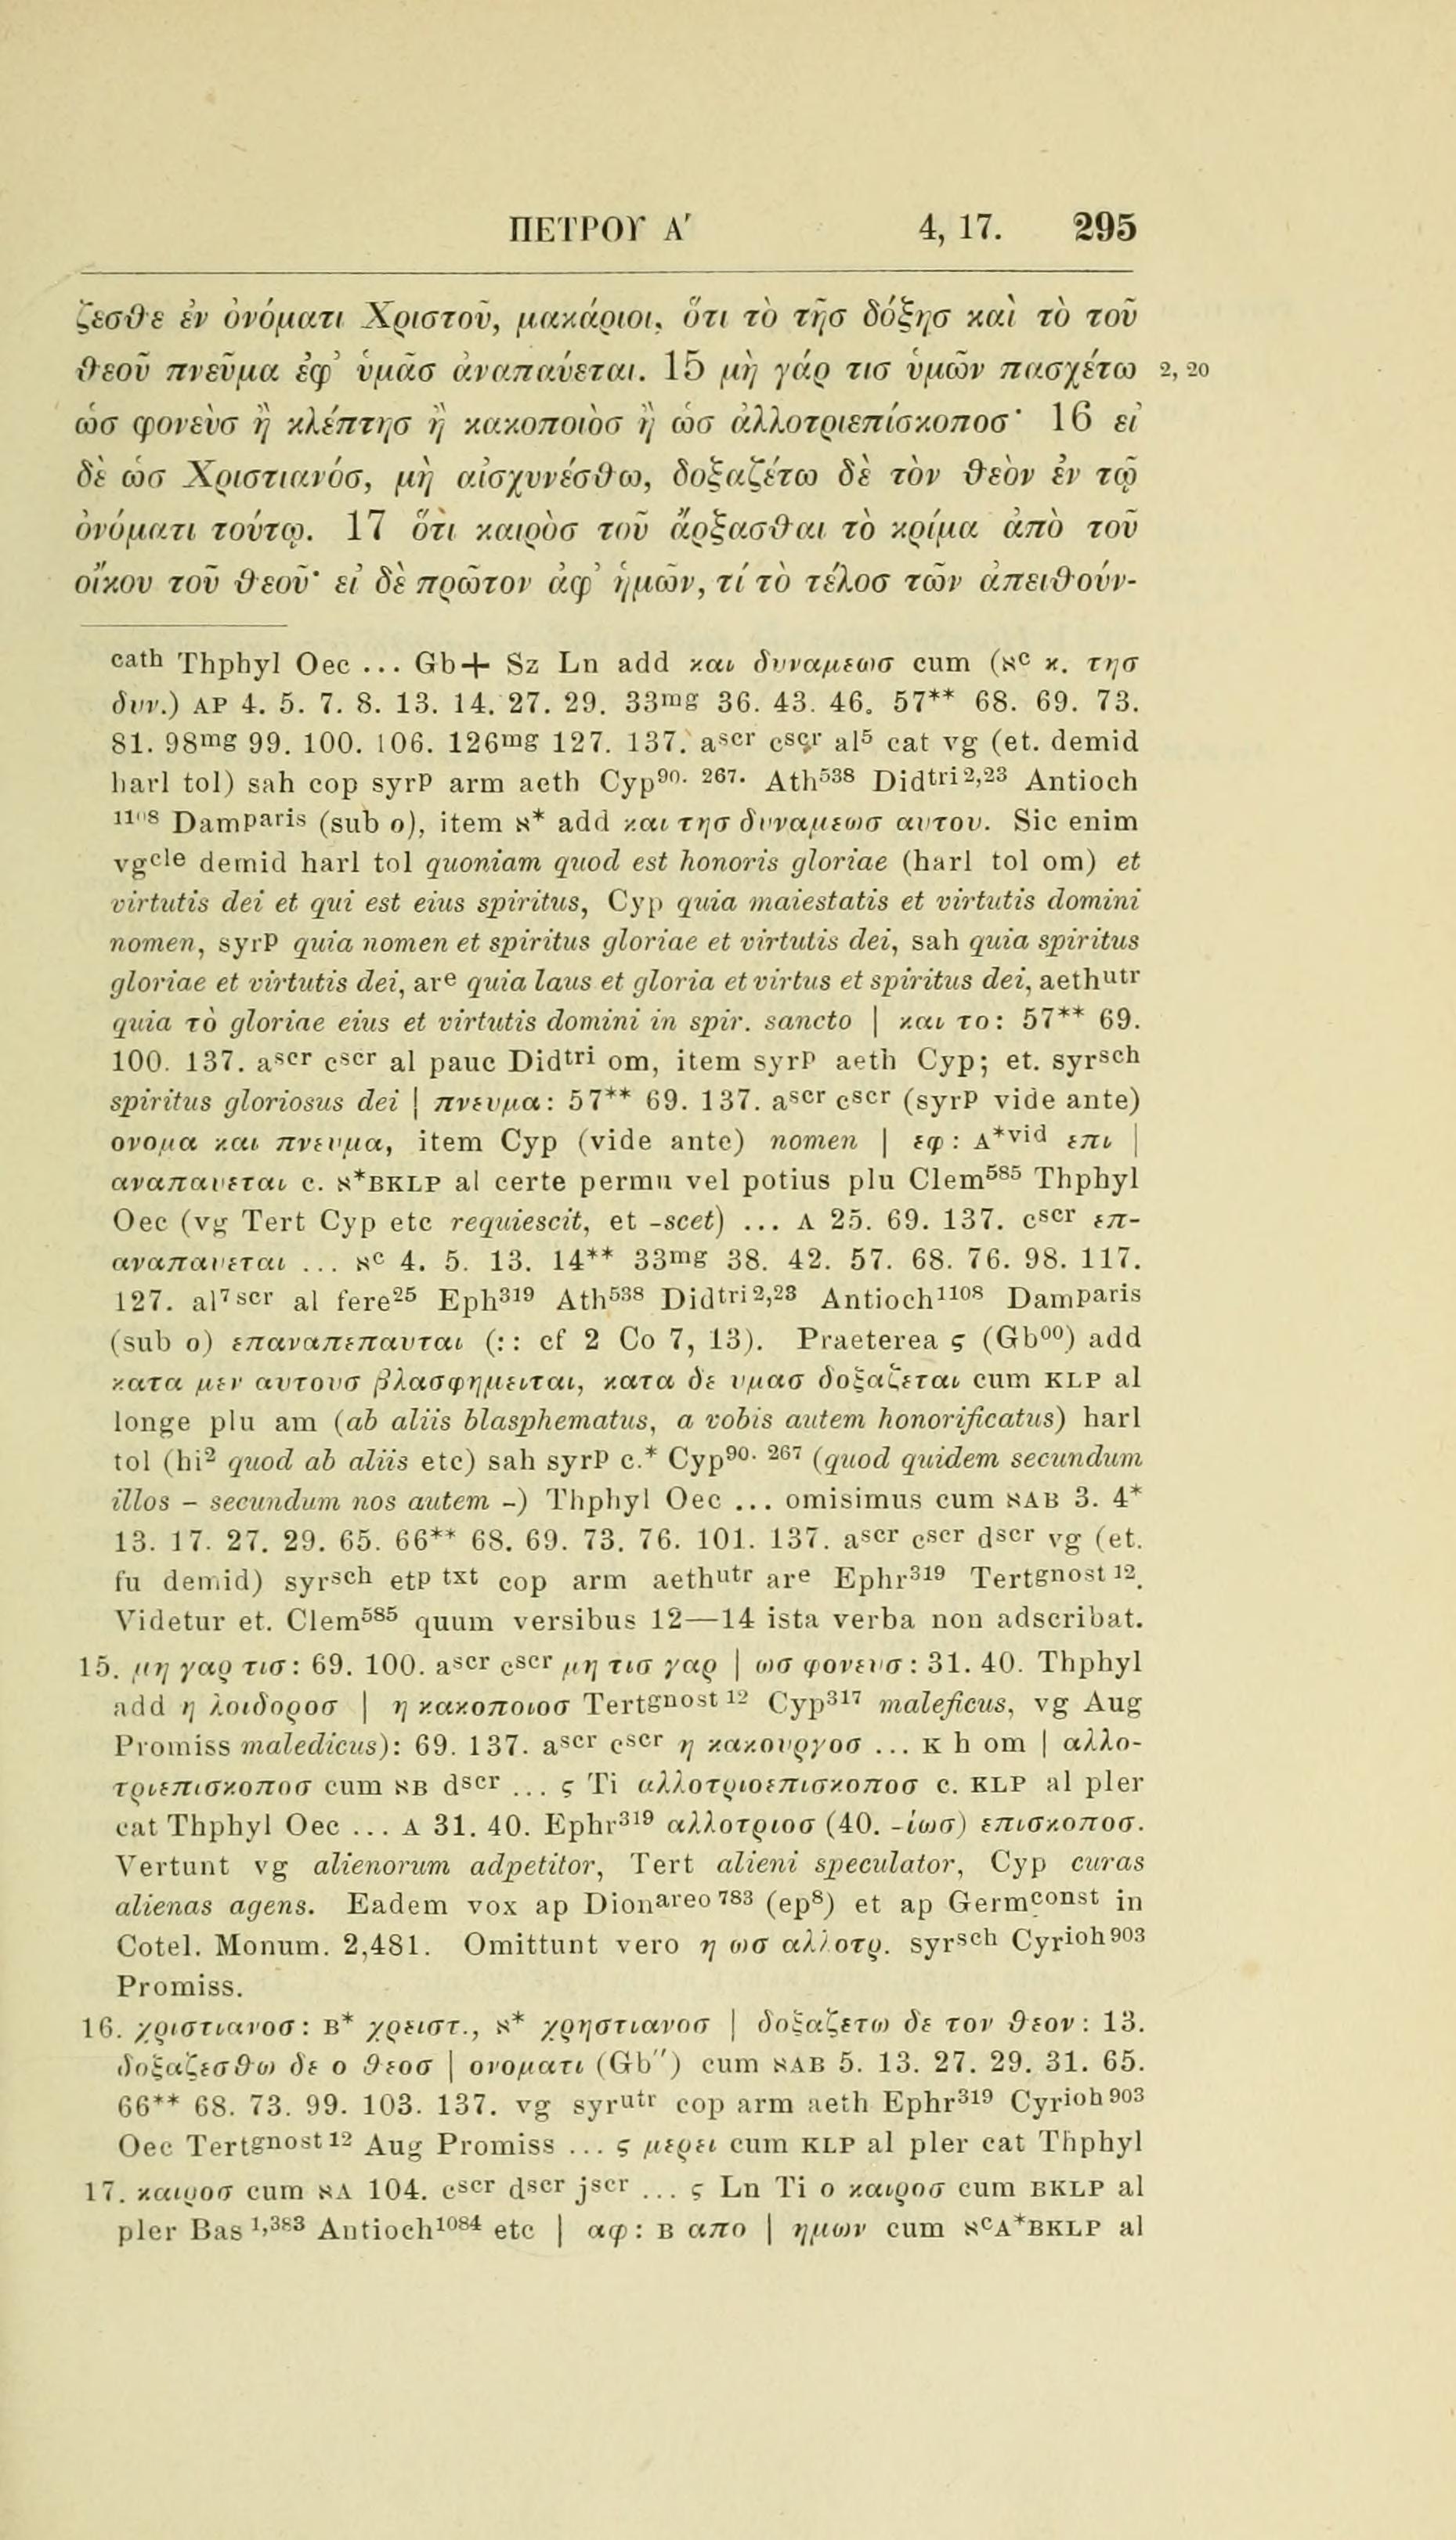 ΠΕΤΡΟΥ Α′ 4, 17. 295
ζεσθε ἐν ὀνόματι Χριστοῦ, μακάριοι, ὅτι τὸ τῆσ δόξησ καὶ τὸ τοῦ
θεοῦ πνεῦμα ἐφ᾽ ὑμᾶσ ἀναπαύεται. 15 μὴ γάρ τισ ὑμῶν πασχέτω 2, 20
ὡσ φονεὺσ ἢ κλέπτησ ἢ κακοποιὸσ ἢ ὡσ ἀλλοτριεπίσκοποσ· 16 εἰ
δὲ ὡσ Χριστιανόσ, μὴ αἰσχυνέσθω, δοξαζέτω δὲ τὸν θεὸν ἐν τῷ
ὀνόματι τούτῳ. 17 ὅτι καιρὸσ τοῦ ἄρξασθαι τὸ κρίμα ἀπὸ τοῦ
οἴκου τοῦ θεοῦ· εἰ δὲ πρῶτον ἀφ᾽ ἡμῶν, τί τὸ τέλοσ τῶν ἀπειθούν-
cath Thphyl Oec ... Gb+ Sz Ln add και δυναμεωσ cum (ℵc κ. τησ
δυν.) AP 4. 5. 7. 8. 13. 14. 27. 29. 33mg 36. 43. 46. 57** 68. 69. 73.
81. 98mg 99. 100. 106. 126mg 127. 137. ascr cscr al5 cat vg (et. demid
harl tol) sah cop syrp arm aeth Cyp90. 267. Ath538 Didtri 2,23 Antioch
1108 Damparis (sub o), item ℵ* add και τησ δυναμεωσ αυτου. Sic enim
vgcle demid harl tol quoniam quod est honoris gloriae (harl tol om) et
virtutis dei et qui est eius spiritus, Cyp quia maiestatis et virtutis domini
nomen, syrp quia nomen et spiritus gloriae et virtutis dei, sah quia spiritus
gloriae et virtutis dei, are quia laus et gloria et virtus et spiritus dei, aethutr
quia τὸ gloriae eius et virtutis domini in spir. sancto | και το: 57** 69.
100. 137. ascr cscr al pauc Didtri om, item syrp aeth Cyp; et. syrsch
spiritus gloriosus dei | πνευμα: 57** 69. 137. ascr cscr (syrp vide ante)
ονομα και πνευμα, item Cyp (vide ante) nomen | εφ: A*vid επι |
αναπαυεται c. ℵ*BKLP al certe permu vel potius plu Clem585 Thphyl
Oec (vg Tert Cyp etc requiescit, et -scet) ... A 25. 69. 137. cscr επ-
αναπαυεται ... ℵc 4. 5. 13. 14** 33mg 38. 42. 57. 68. 76. 98. 117.
127. al7 scr al fere25 Eph319 Ath538 Didtri 2,23 Antioch1108 Damparis
(sub o) επαναπεπαυται (:: cf 2 Co 7, 13). Praeterea ς (Gb00) add
κατα μεν αυτουσ βλασφημειται, κατα δε υμασ δοξαζεται cum KLP al
longe plu am (ab aliis blasphematus, a vobis autem honorificatus) harl
tol (hi2 quod ab aliis etc) sah syrp c.* Cyp90. 267 (quod quidem secundum
illos – secundum nos autem –) Thphyl Oec ... omisimus cum ℵAB 3. 4*
13. 17. 27. 29. 65. 66** 68. 69. 73. 76. 101. 137. ascr cscr dscr vg (et.
fu demid) syrsch etp txt cop arm aethutr are Ephr319 Tertgnost 12.
Videtur et. Clem585 quum versibus 12—14 ista verba non adscribat.
15. μη γαρ τισ: 69. 100. ascr cscr μη τισ γαρ | ωσ φονευσ: 31. 40. Thphyl
add η λοιδοροσ | η κακοποιοσ Tertgnost 12 Cyp317 maleficus, vg Aug
Promiss maledicus): 69. 137. ascr cscr η κακουργοσ ... K h om | αλλο-
τριεπισκοποσ cum ℵB dscr ... ς Ti αλλοτριοεπισκοποσ c. KLP al pler
cat Thphyl Oec ... A 31. 40. Ephr319 αλλοτριοσ (40. -ίωσ) επισκοποσ.
Vertunt vg alienorum adpetitor, Tert alieni speculator, Cyp curas
alienas agens. Eadem vox ap Dionareo 783 (ep8) et ap Germconst in
Cotel. Monum. 2,481. Omittunt vero η ωσ αλλοτρ. syrsch Cyrioh903
Promiss.
16. χριστιανοσ: B* χρειστ., ℵ* χρηστιανοσ | δοξαζετω δε τον θεον: 13.
δοξαζεσθω δε ο θεοσ | ονοματι (Gb″) cum ℵAB 5. 13. 27. 29. 31. 65.
66** 68. 73. 99. 103. 137. vg syrutr cop arm aeth Ephr319 Cyrioh903
Oec Tertgnost 12 Aug Promiss ... ς μερει cum KLP al pler cat Thphyl
17. καιροσ cum ℵA 104. cscr dscr jscr ... ς Ln Ti ο καιροσ cum BKLP al
pler Bas 1,383 Antioch1084 etc | αφ: B απο | ημων cum ℵcA*BKLP al